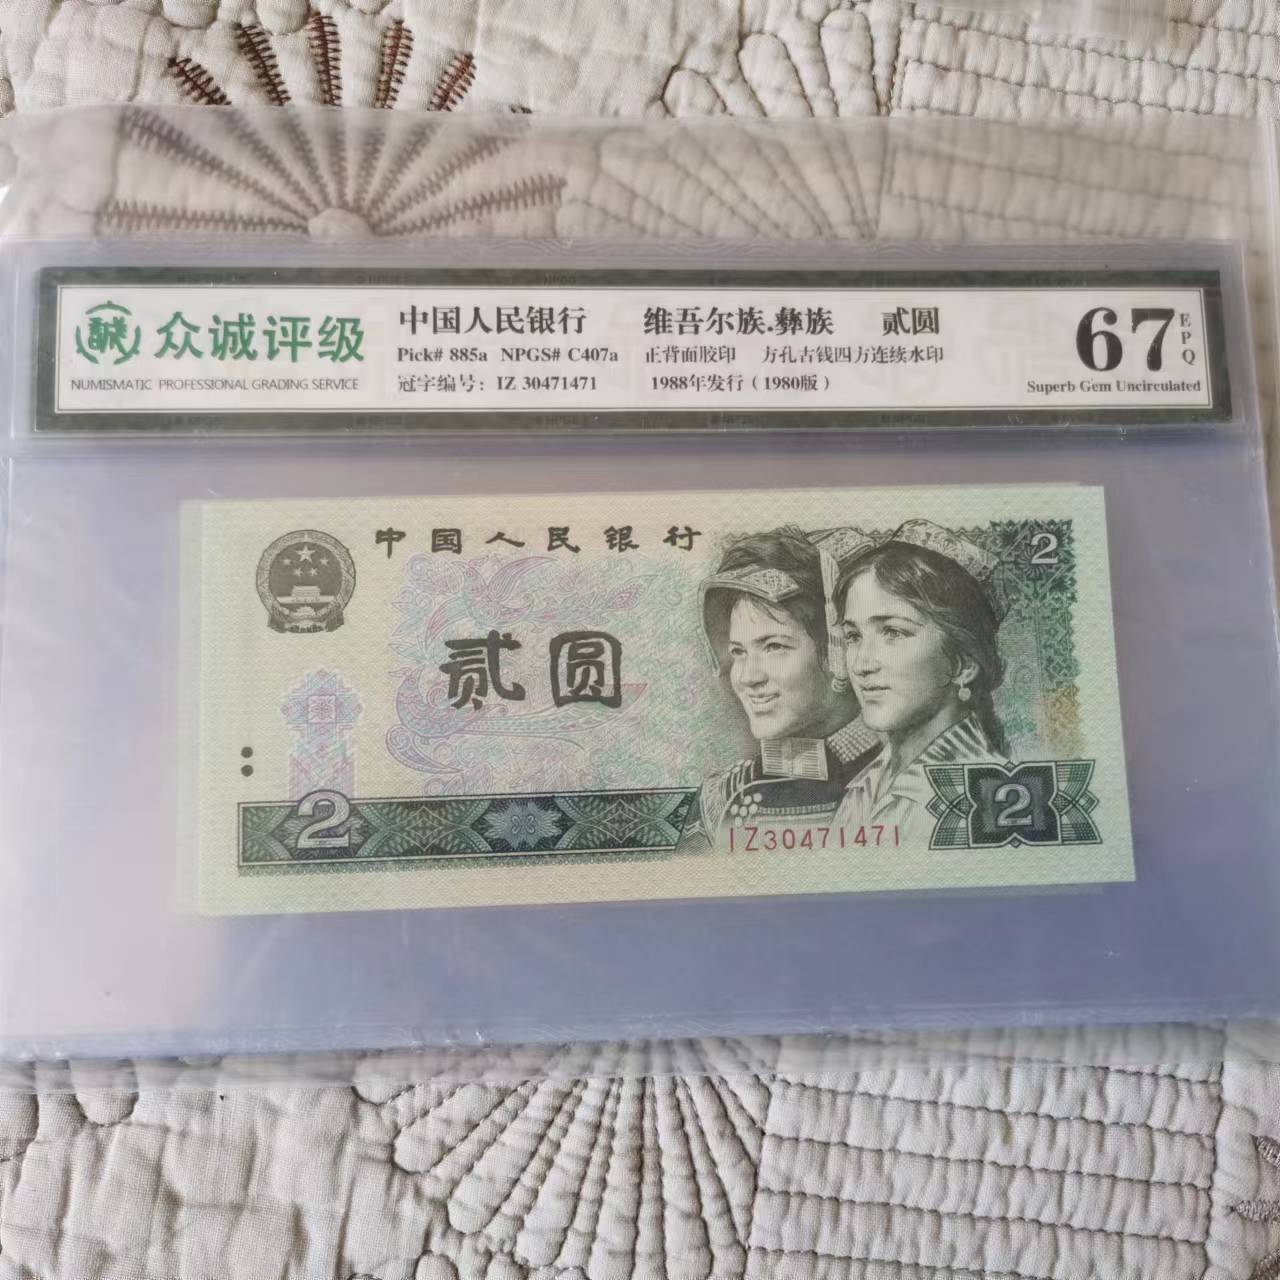 众诚评级
NUMISMATIC PROFESSIONAL GRADING SERVICE
中国人民银行 维吾尔族.彝族 贰圆
Pick# 885a NPGS# C407a 正背面胶印 方孔古钱四方连续水印
冠字编号: IZ 30471471 1988年发行 (1980版)
67
EPQ
Superb Gem Uncirculated
中国人民银行
2
贰圆
2
2
IZ30471471